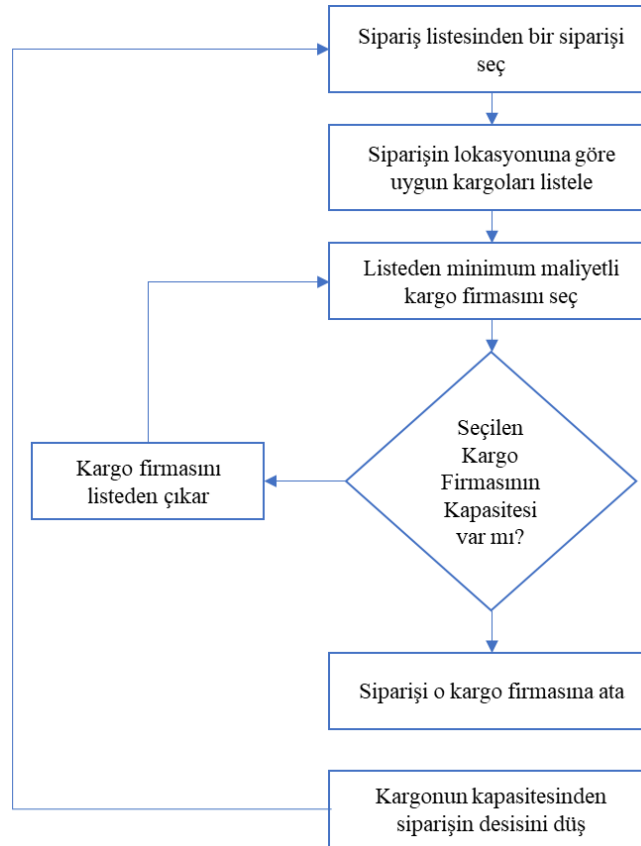 Sipariş listesinden bir siparişi
seç
Siparişin lokasyonuna göre
uygun kargoları listele
Listeden minimum maliyetli
kargo firmasını seç
Seçilen
Kargo
Firmasının
Kapasitesi
var mı?
Kargo firmasını
listeden çıkar
Siparişi o kargo firmasına ata
Kargonun kapasitesinden
siparişin desisini düş